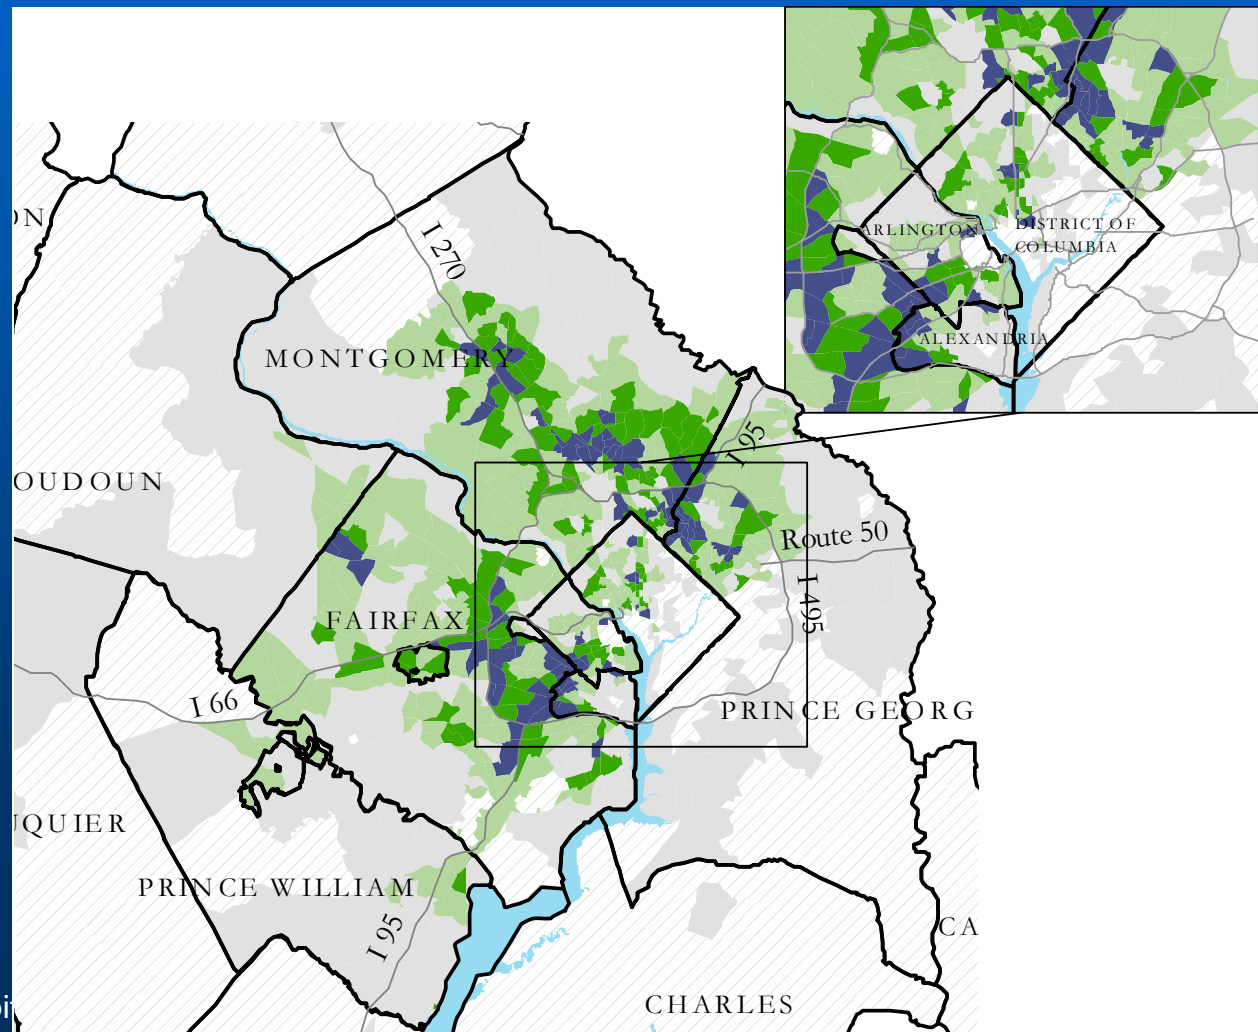 ARLINGTON
DISTRICT OF
COLUMBIA
ALEXANDRIA
ON
I 270
MONTGOMERY
I 95
OUDOUN
Route 50
I 495
FAIRFAX
I 66
PRINCE GEORG
UQUIER
PRINCE WILLIAM
I 95
CA
CHARLES